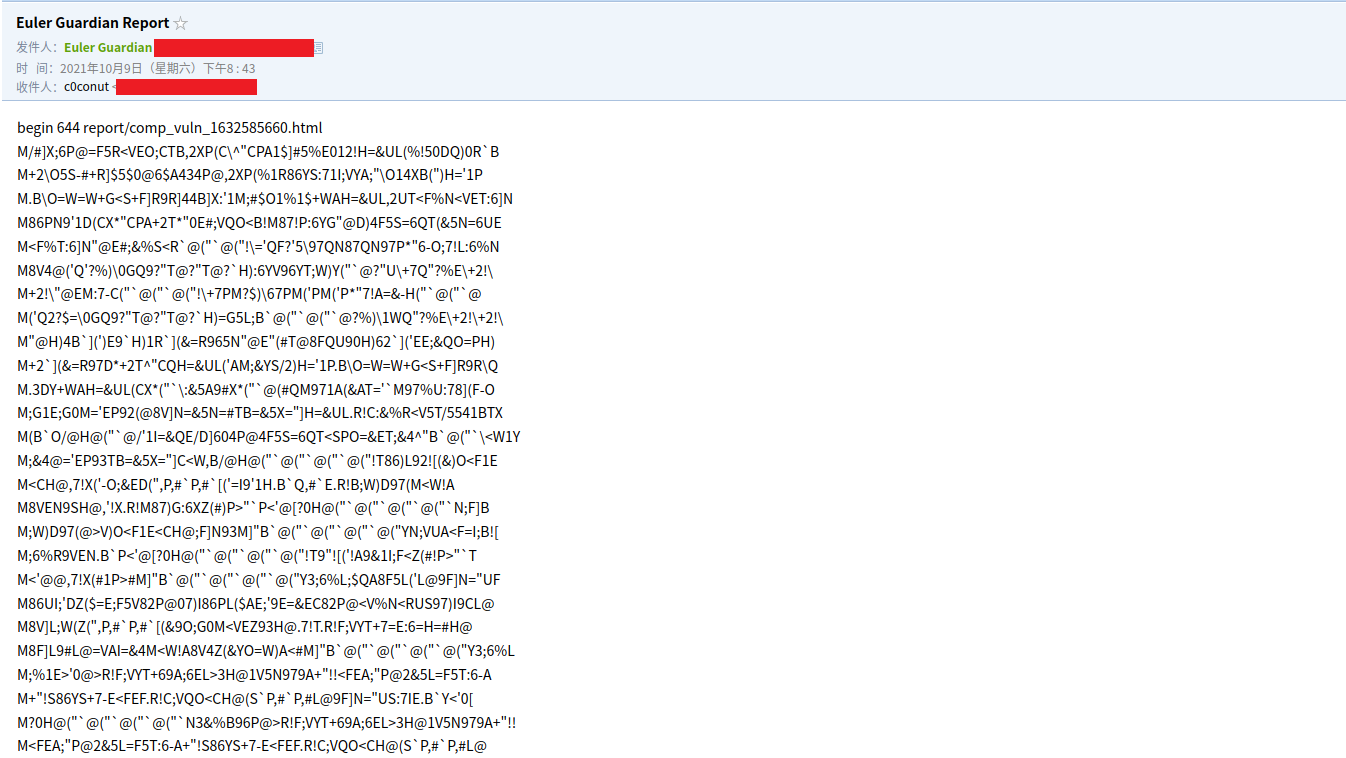 Euler Guardian Report ☆
发件人：Euler Guardian
时 间：2021年10月9日（星期六）下午8 : 43
收件人：c0conut <
begin 644 report/comp_vuln_1632585660.html
M/#]X;6P@=F5R<VEO;CTB,2XP(C\^"CPA1$]#5%E012!H=&UL(%!50DQ)0R`B
M+2\O5S-#+R]$5$0@6$A434P@,2XP(%1R86YS:71I;VYA;"\O14XB(")H='1P
M.B\O=W=W+G<S+F]R9R]44B]X:'1M;#$O1%1$+WAH=&UL,2UT<F%N<VET:6]N
M86PN9'1D(CX*"CPA+2T*"0E#;VQO<B!M87!P:6YG"@D)4F5S=6QT(&5N=6UE
M<F%T:6]N"@E#;&%S<R`@("`@("!\='QF?'5\97QN87QN97P*"6-O;7!L:6%N
M8V4@('Q'?%)\0GQ9?"T@?"T@?`H):6YV96YT;W)Y("`@?"U\+7Q"?%E\+2!\
M+2!\"@EM:7-C("`@("`@("!\+7PM?$)\67PM('PM('P*"7!A=&-H("`@("`@
M('Q2?$=\0GQ9?"T@?"T@?`H)=G5L;B`@("`@("`@?%)\1WQ"?%E\+2!\+2!\
M"@H)4B`](')E9`H)1R`](&=R965N"@E"(#T@8FQU90H)62`]('EE;&QO=PH)
M+2`](&=R97D*+2T^"CQH=&UL('AM;&YS/2)H='1P.B\O=W=W+G<S+F]R9R\Q
M.3DY+WAH=&UL(CX*("`\:&5A9#X*("`@(#QM971A(&AT='`M97%U:78](F-O
M;G1E;G0M='EP92(@8V]N=&5N=#TB=&5X="]H=&UL.R!C:&%R<V5T/5541BTX
M(B`O/@H@("`@/'1I=&QE/D]604P@4F5S=6QT<SPO=&ET;&4^"B`@("`\<W1Y
M;&4@='EP93TB=&5X="]C<W,B/@H@("`@("`@("!T86)L92![(&)O<F1E
M<CH@,7!X('-O;&ED(",P,#`P,#`[('=I9'1H.B`Q,#`E.R!B;W)D97(M<W!A
M8VEN9SH@,'!X.R!M87)G:6XZ(#)P>"`P<'@[?0H@("`@("`@("`@("`N;F]B
M;W)D97(@>V)O<F1E<CH@;F]N93M]"B`@("`@("`@("`@("YN;VUA<F=I;B![
M;6%R9VEN.B`P<'@[?0H@("`@("`@("`@("!T9"![('!A9&1I;F<Z(#!P>"`T
M<'@@,7!X(#1P>#M]"B`@("`@("`@("`@("Y3;6%L;$QA8F5L('L@9F]N="UF
M86UI;'DZ($=E;F5V82P@07)I86PL($AE;'9E=&EC82P@<V%N<RUS97)I9CL@
M8V]L;W(Z(",P,#`P,#`[(&9O;G0M<VEZ93H@.7!T.R!F;VYT+7=E:6=H=#H@
M8F]L9#L@=VAI=&4M<W!A8V4Z(&YO=W)A<#M]"B`@("`@("`@("`@("Y3;6%L
M;%1E>'0@>R!F;VYT+69A;6EL>3H@1V5N979A+"!!<FEA;"P@2&5L=F5T:6-A
M+"!S86YS+7-E<FEF.R!C;VQO<CH@(S`P,#`P,#L@9F]N="US:7IE.B`Y<'0[
M?0H@("`@("`@("`@("`N3&%B96P@>R!F;VYT+69A;6EL>3H@1V5N979A+"!!
M<FEA;"P@2&5L=F5T:6-A+"!S86YS+7-E<FEF.R!C;VQO<CH@(S`P,#`P,#L@